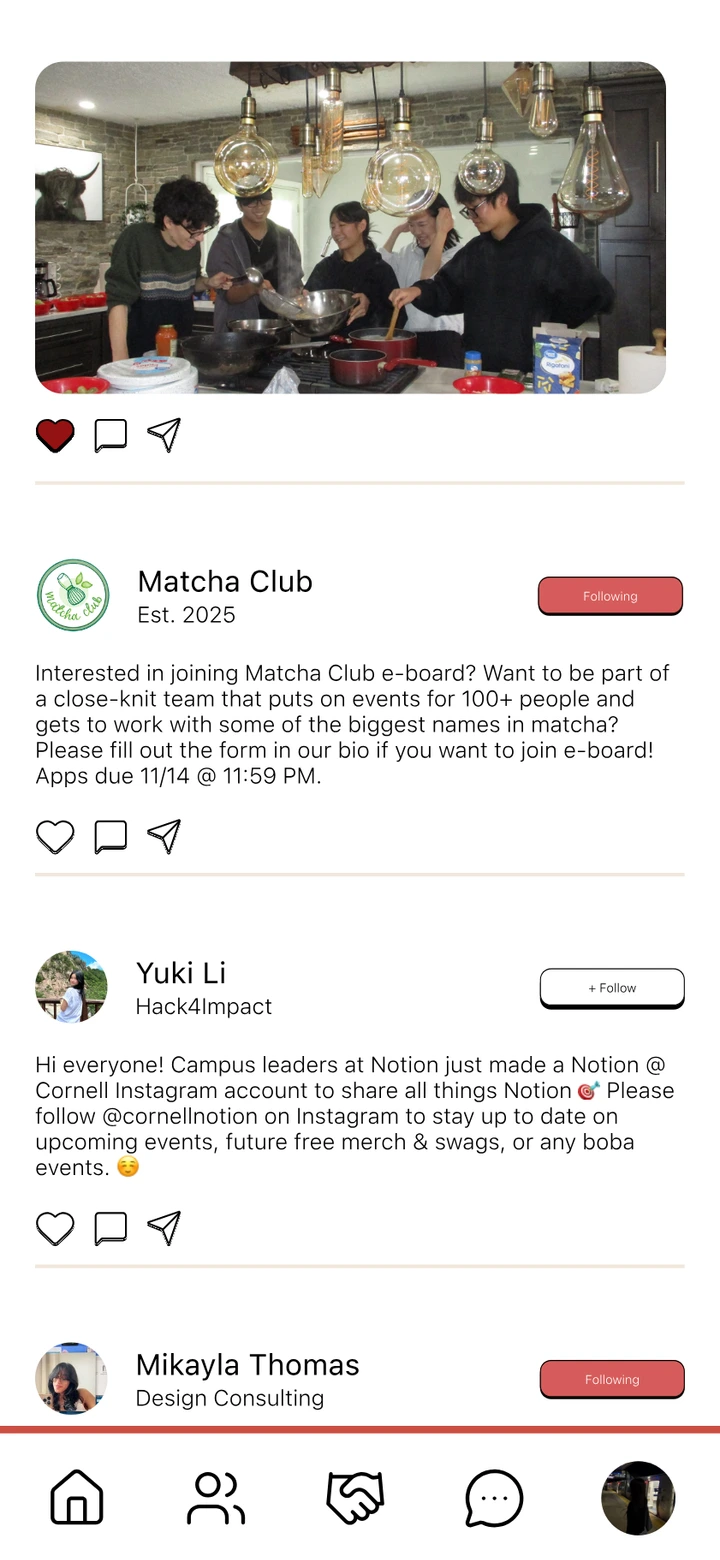 Rigatoni
Matcha Club
Est. 2025
matcha club
Following
Interested in joining Matcha Club e-board? Want to be part of
a close-knit team that puts on events for 100+ people and
gets to work with some of the biggest names in matcha?
Please fill out the form in our bio if you want to join e-board!
Apps due 11/14 @ 11:59 PM.
Yuki Li
Hack4Impact
+ Follow
Hi everyone! Campus leaders at Notion just made a Notion @
Cornell Instagram account to share all things Notion 🎯 Please
follow @cornellnotion on Instagram to stay up to date on
upcoming events, future free merch & swags, or any boba
events. ☺️
Mikayla Thomas
Design Consulting
Following